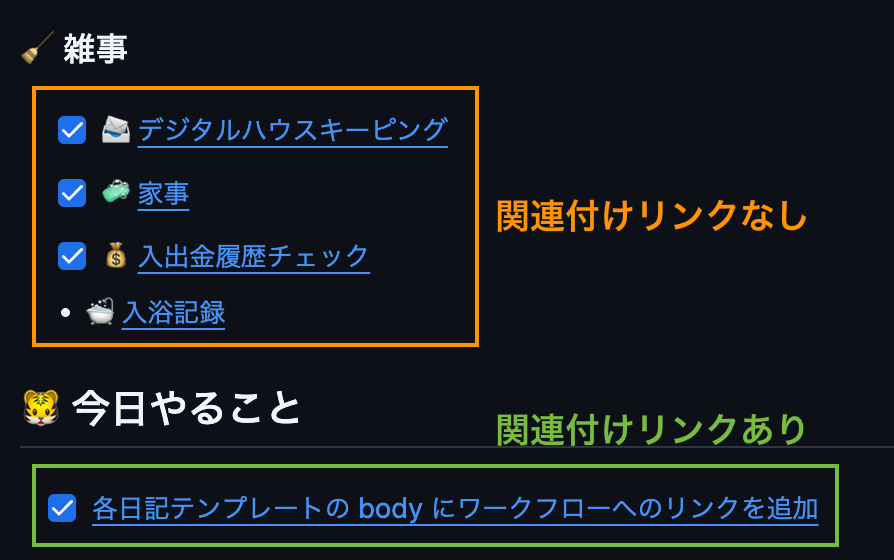 🧹 雑事
デジタルハウスキーピング
家事
関連付けリンクなし
入出金履歴チェック
入浴記録
🐯 今日やること
関連付けリンクあり
各日記テンプレートの body にワークフローへのリンクを追加